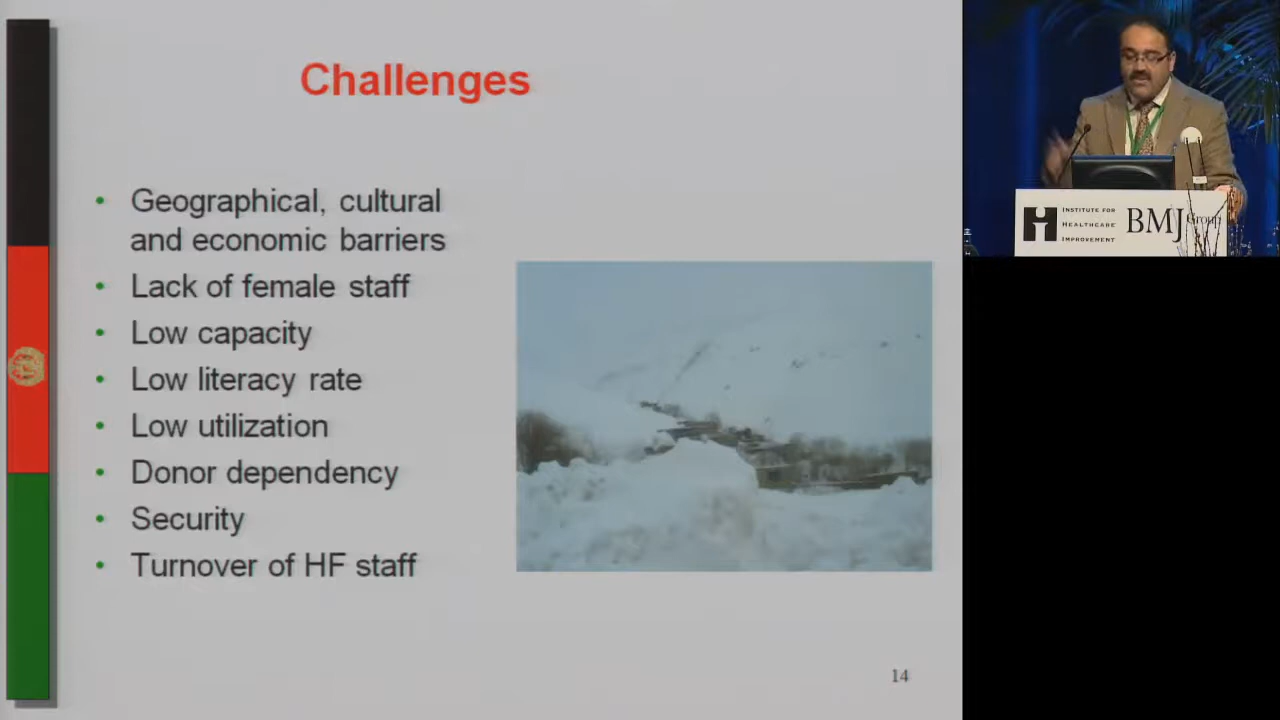 Challenges
• Geographical, cultural
and economic barriers
• Lack of female staff
• Low capacity
• Low literacy rate
• Low utilization
• Donor dependency
• Security
• Turnover of HF staff
14
INSTITUTE FOR
HEALTHCARE
IMPROVEMENT
BMJ Group